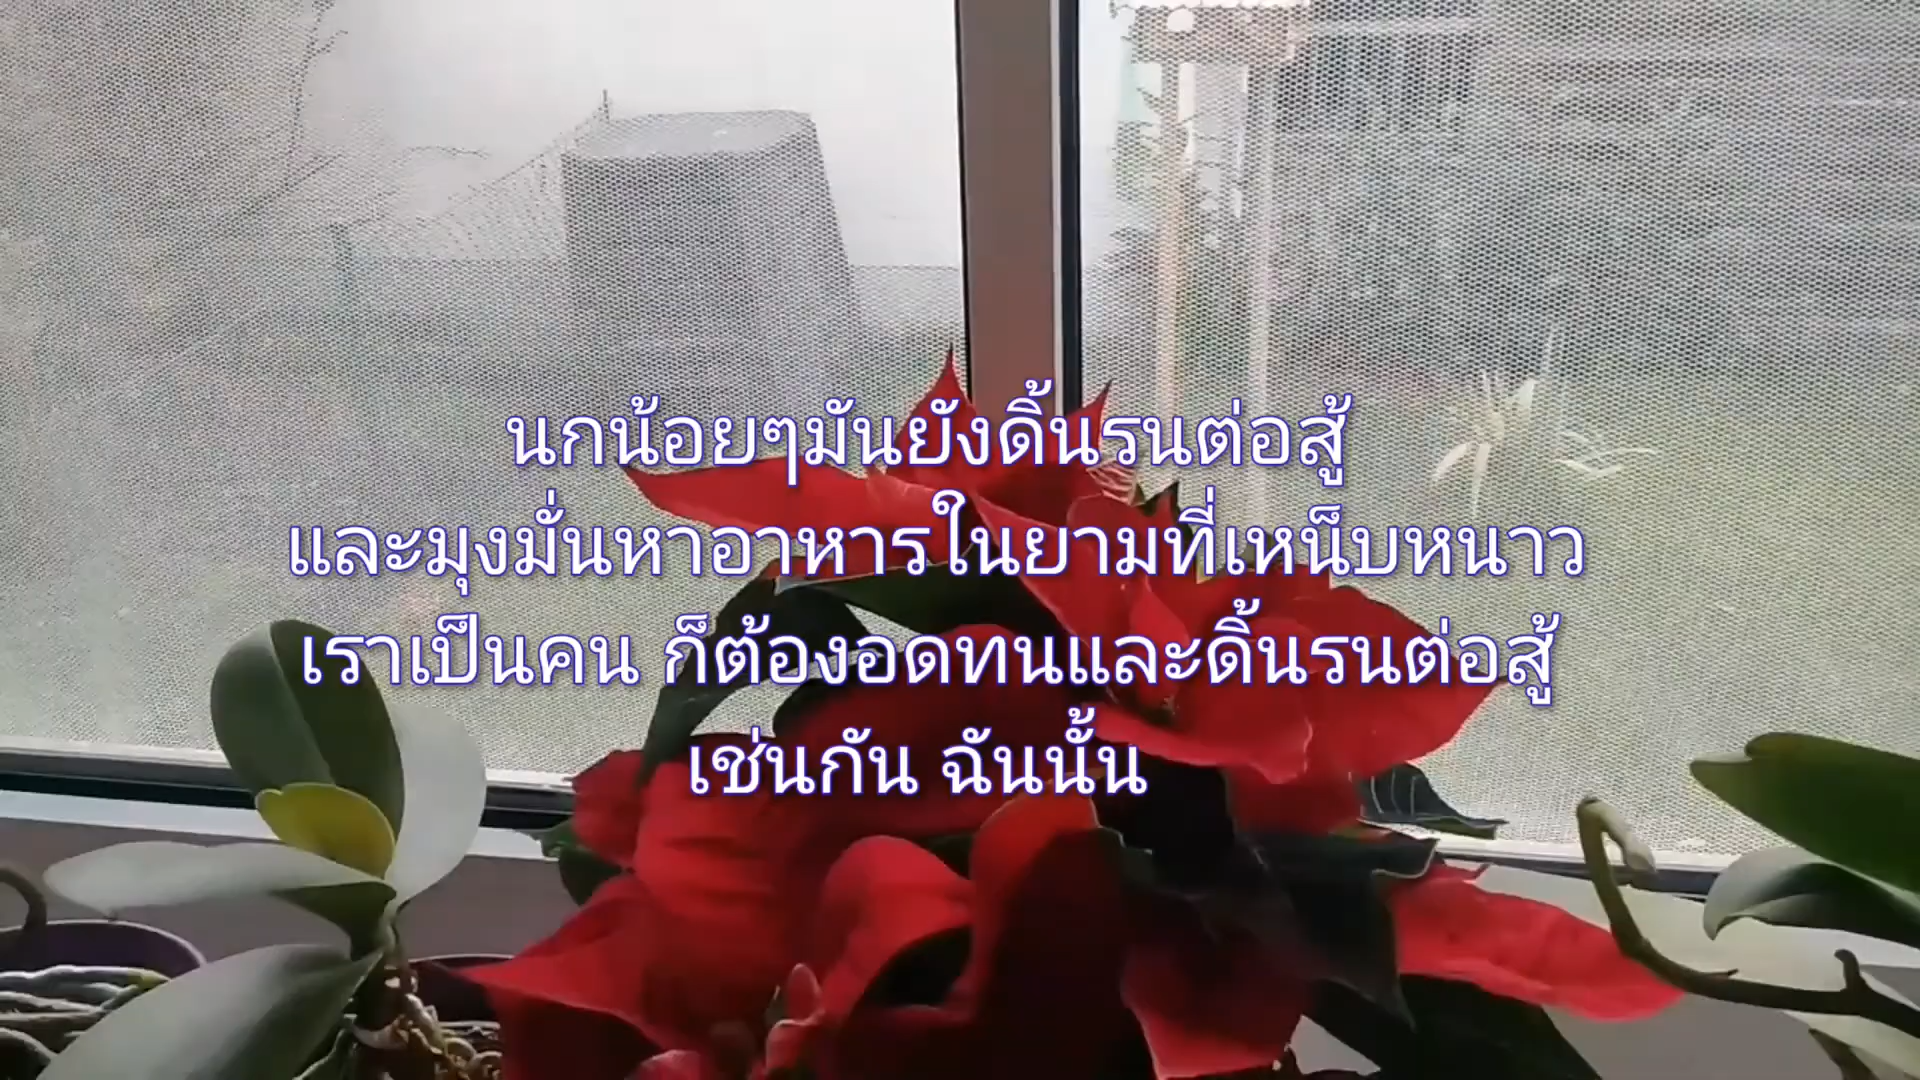 นกน้อยๆมันยังดิ้นรนต่อสู้
และมุงมั่นหาอาหารในยามที่เหน็บหนาว
เราเป็นคน ก็ต้องอดทนและดิ้นรนต่อสู้
เช่นกัน ฉันนั้น